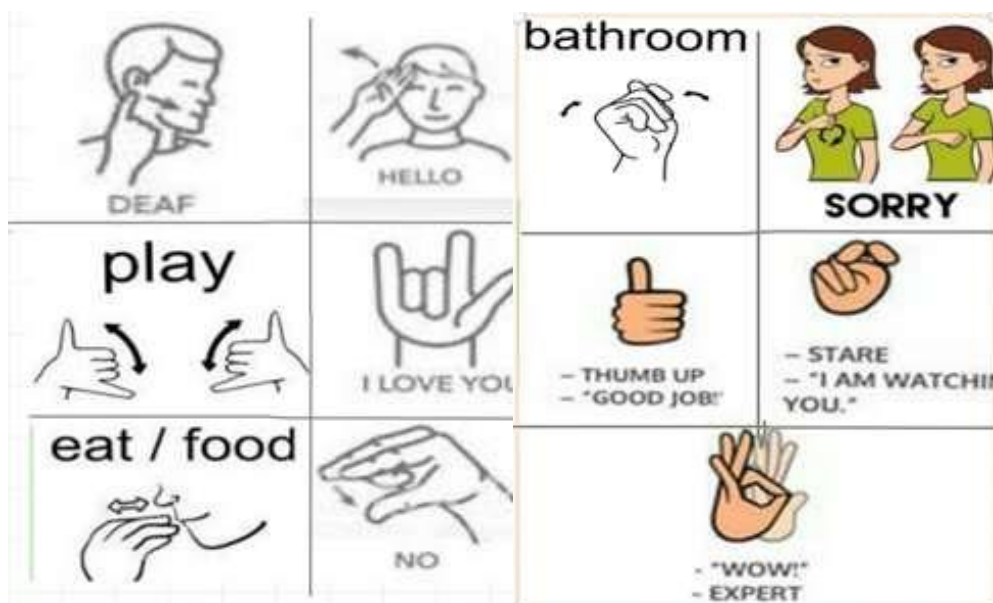 DEAF
HELLO
play
I LOVE YOU
eat / food
NO
bathroom
SORRY
– THUMB UP
– "GOOD JOB!"
– STARE
– "I AM WATCHIN
YOU."
- "WOW!"
- EXPERT